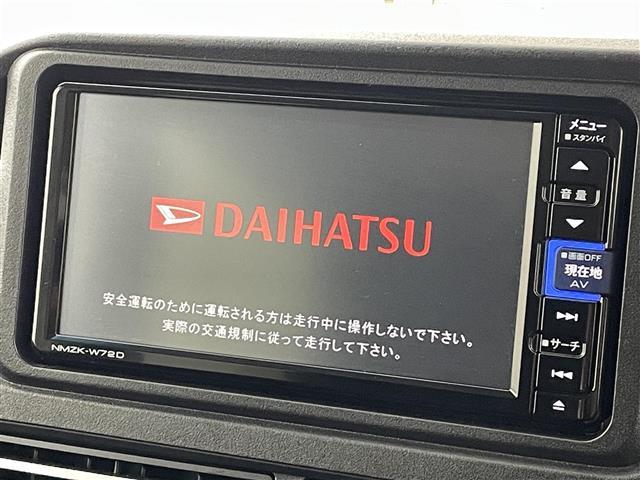 DAIHATSU
安全運転のために運転される方は走行中に操作しないで下さい。
実際の交通規制に従って走行して下さい。
NMZK-W72D
メニュー
■スタンバイ
音量
■画面OFF
現在地
AV
■サーチ